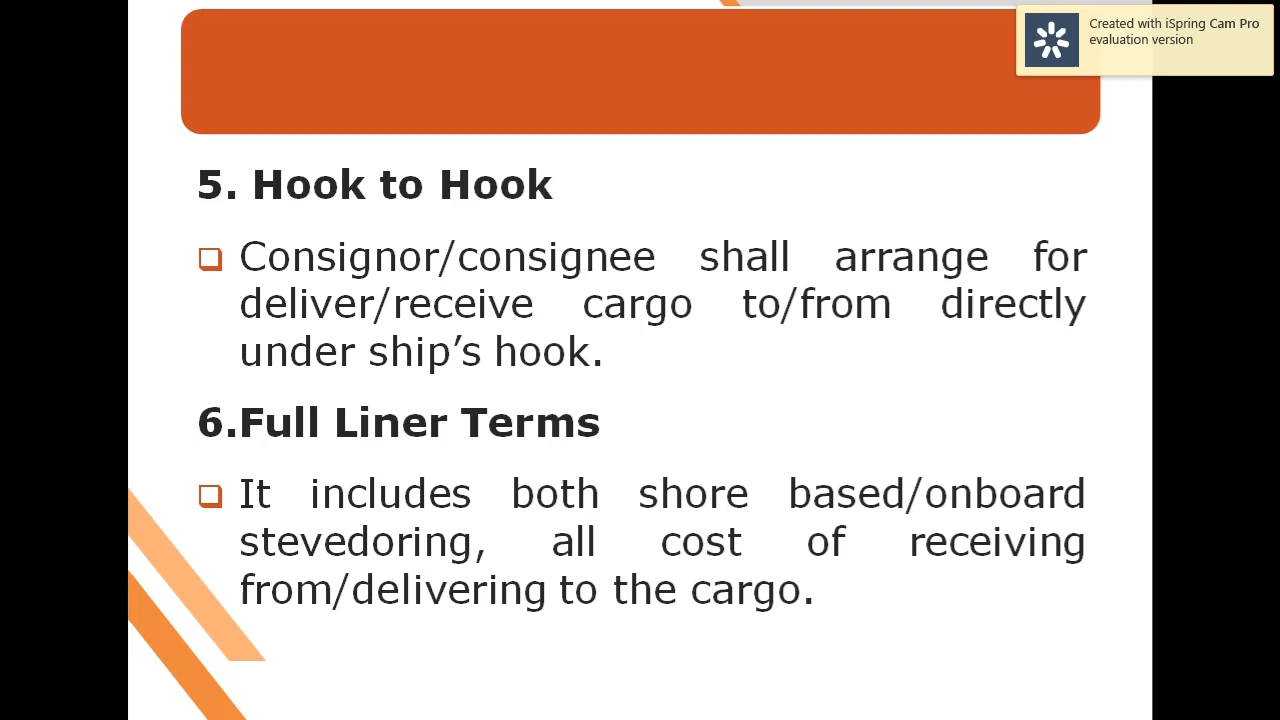 Created with iSpring Cam Pro
evaluation version
5. Hook to Hook
Consignor/consignee shall arrange for
deliver/receive cargo to/from directly
under ship’s hook.
6.Full Liner Terms
It includes both shore based/onboard
stevedoring, all cost of receiving
from/delivering to the cargo.